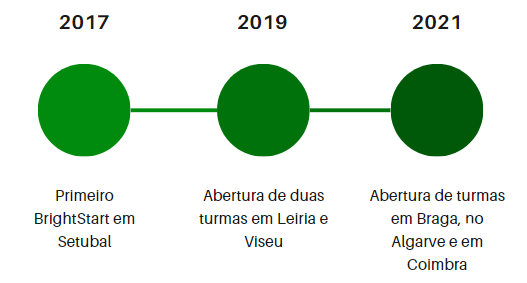 2017
2019
2021
Primeiro
BrightStart em
Setubal
Abertura de duas
turmas em Leiria e
Viseu
Abertura de turmas
em Braga, no
Algarve e em
Coimbra